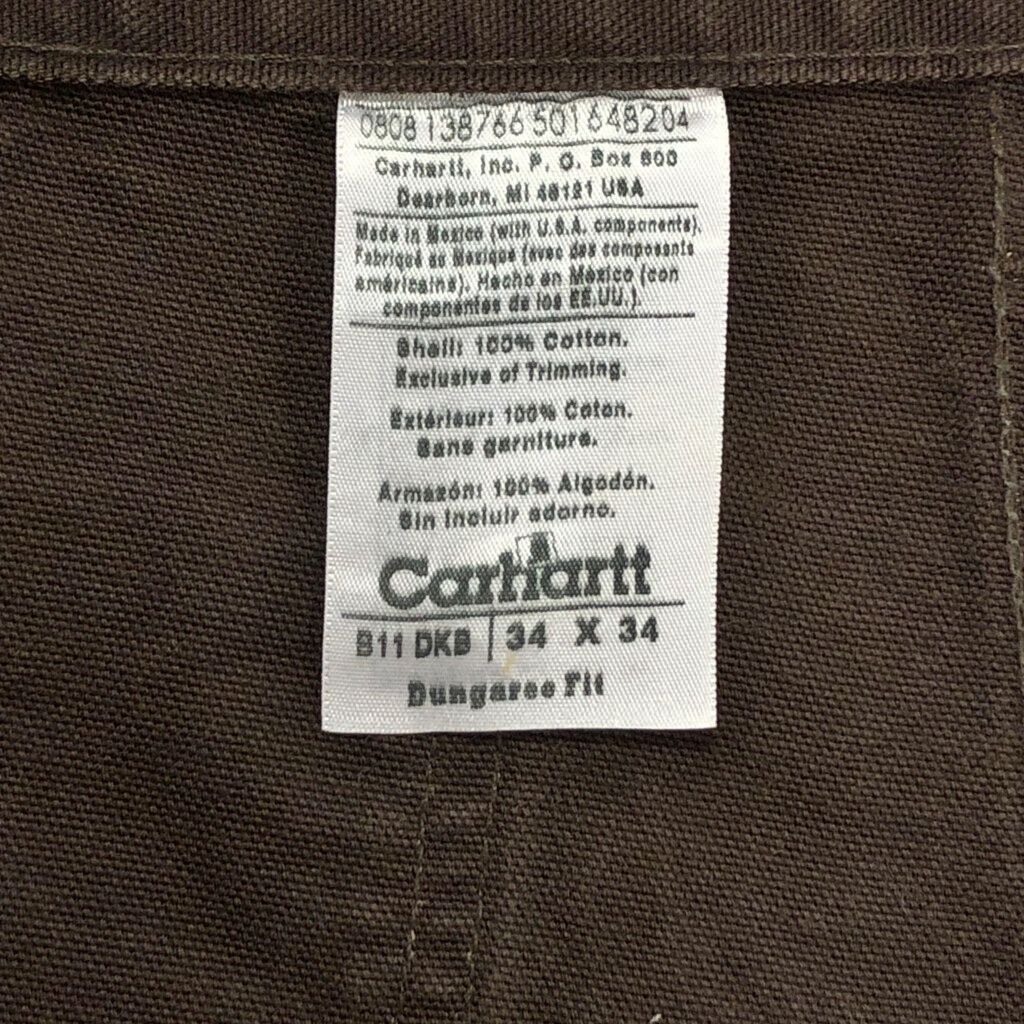 0808 138766 501648204
Carhartt, Inc. P. O. Box 600
Dearborn, MI 48121 USA
Made in Mexico (with U.S.A. components).
Fabriqué au Mexique (avec des composants
américains). Hecho en México (con
componentes de los EE.UU.).
Shell: 100% Cotton.
Exclusive of Trimming.
Extérieur: 100% Coton.
Sans garniture.
Armazón: 100% Algodón.
Sin incluir adorno.
Carhartt
B11 DKB | 34 X 34
Dungaree Fit